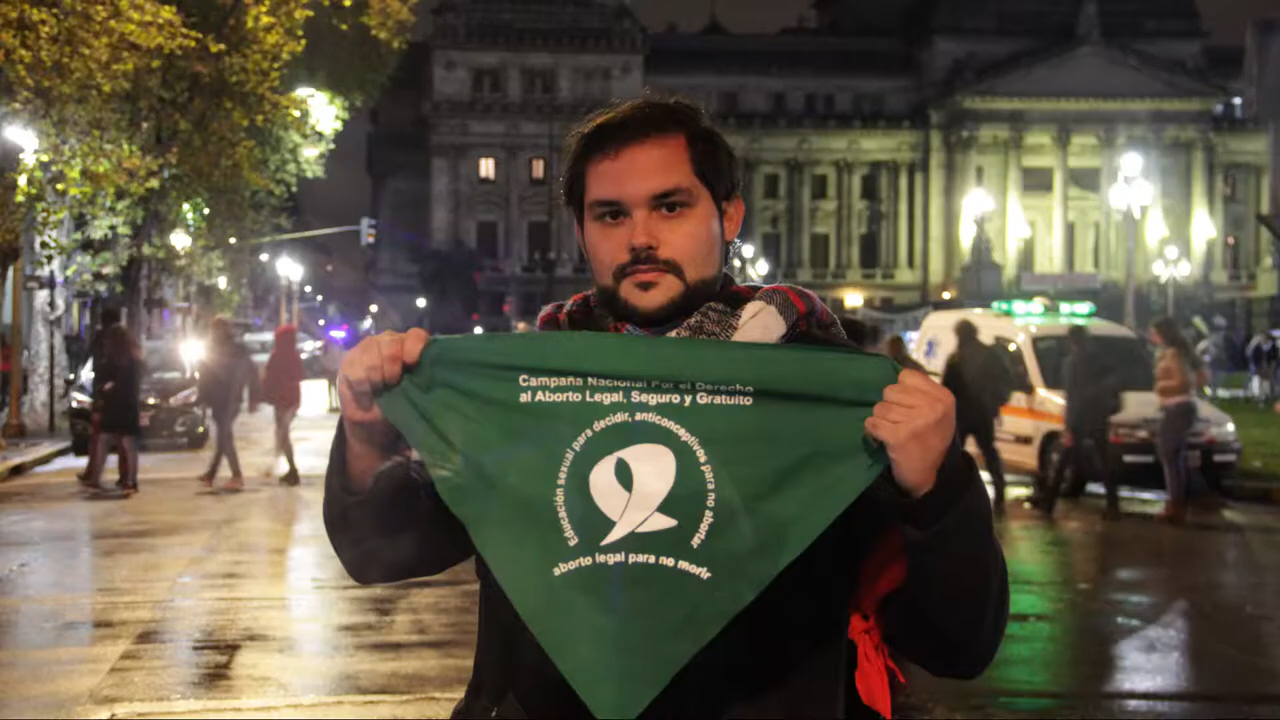 Campaña Nacional Por el Derecho
al Aborto Legal, Seguro y Gratuito
Educación sexual para decidir, anticonceptivos para no abortar
aborto legal para no morir